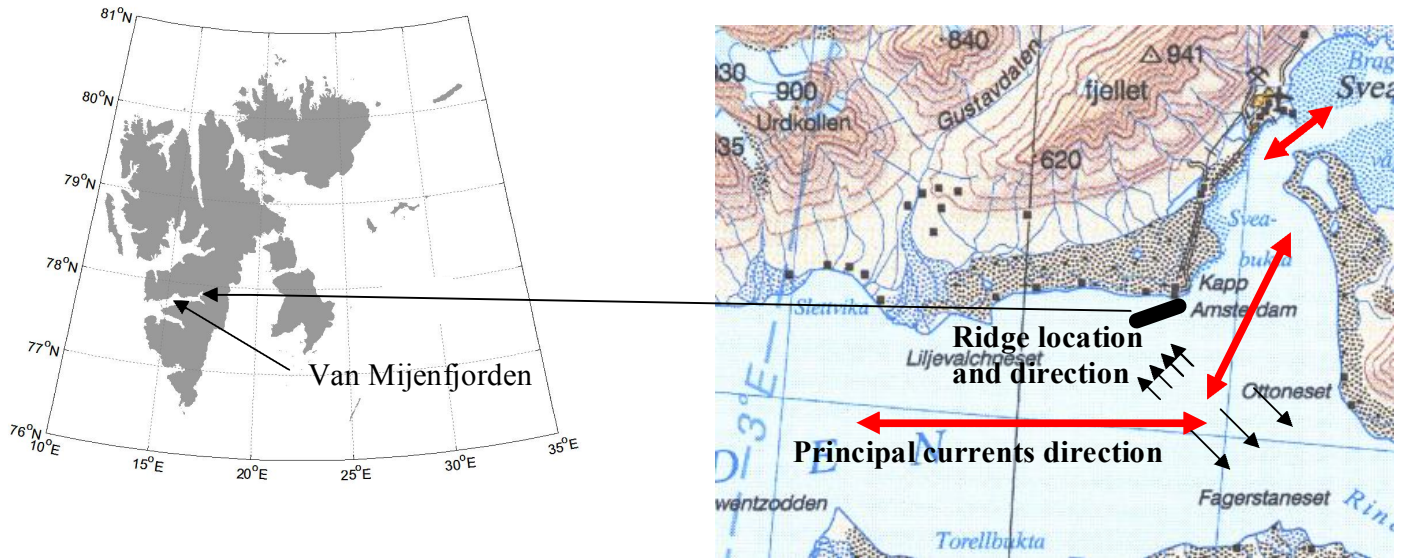 81°N
80°N
79°N
78°N
77°N
76°N
10°E
15°E
20°E
25°E
30°E
35°E
Van Mijenfjorden
840
941
930
900
Urdkollen
Gustavdalen
fjellet
Brag
Svea
35
620
Svea-
bukta
Kapp
Amsterdam
Slettvika
Ridge location
and direction
Liljevalchneset
Ottoneset
3°E
Principal currents direction
D E N
wentzodden
Fagerstaneset
Torellbukta